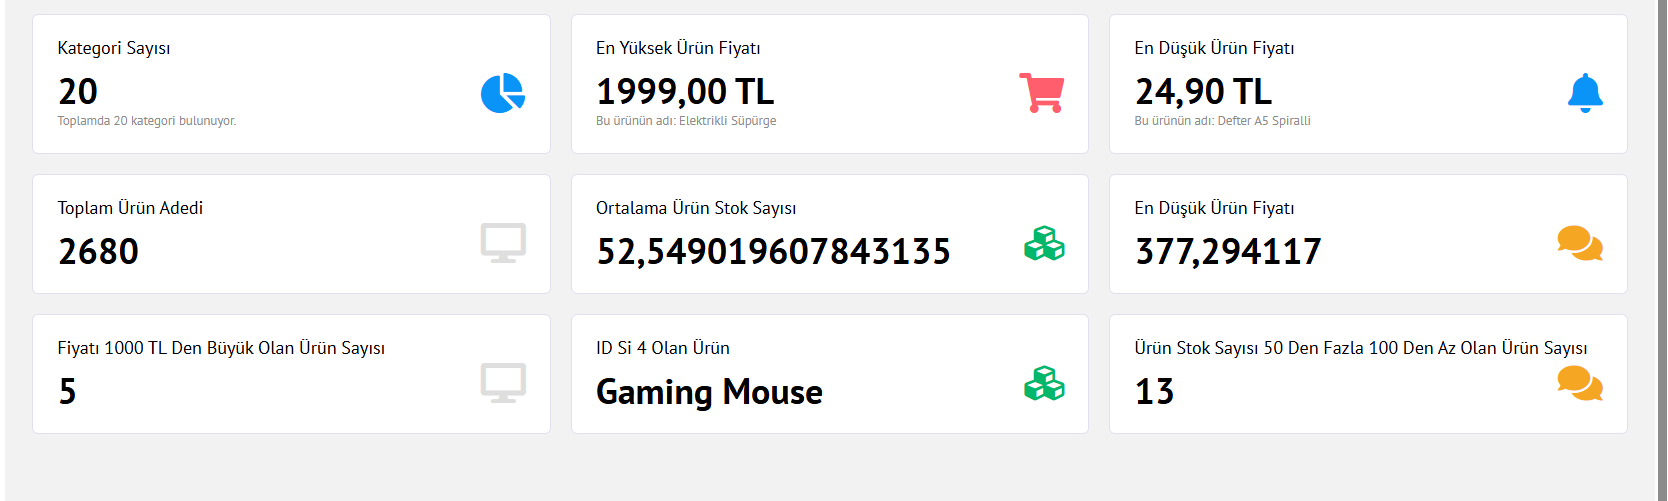 Kategori Sayısı
20
Toplamda 20 kategori bulunuyor.
En Yüksek Ürün Fiyatı
1999,00 TL
Bu ürünün adı: Elektrikli Süpürge
En Düşük Ürün Fiyatı
24,90 TL
Bu ürünün adı: Defter A5 Spiralli
Toplam Ürün Adedi
2680
Ortalama Ürün Stok Sayısı
52,549019607843135
En Düşük Ürün Fiyatı
377,294117
Fiyatı 1000 TL Den Büyük Olan Ürün Sayısı
5
ID Si 4 Olan Ürün
Gaming Mouse
Ürün Stok Sayısı 50 Den Fazla 100 Den Az Olan Ürün Sayısı
13